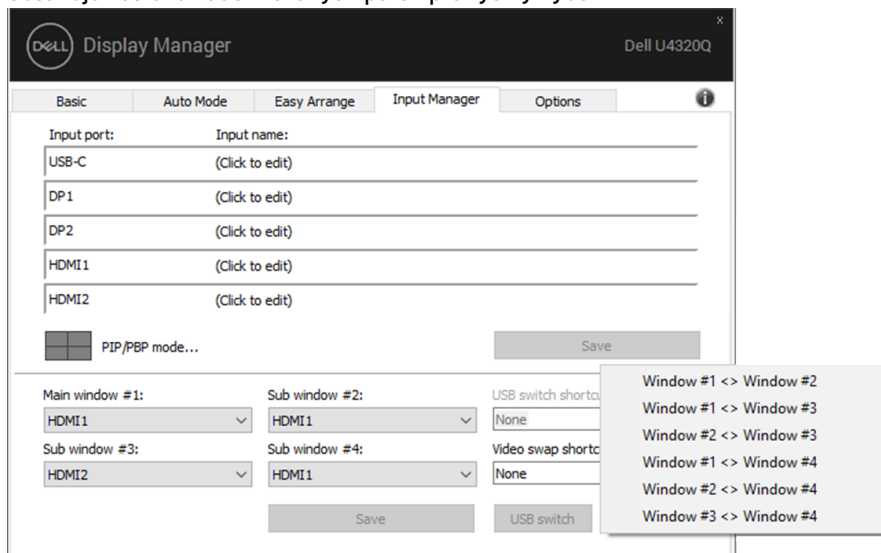 x
DELL Display Manager Dell U4320Q
Basic Auto Mode Easy Arrange Input Manager Options
Input port: Input name:
USB-C (Click to edit)
DP1 (Click to edit)
DP2 (Click to edit)
HDMI1 (Click to edit)
HDMI2 (Click to edit)
PIP/PBP mode... Save
Main window #1: Sub window #2: USB switch
HDMI1 HDMI1 None
Sub window #3: Sub window #4: Video swap
HDMI2 HDMI1 None
Save USB switch
Window #1 <> Window #2
Window #1 <> Window #3
Window #2 <> Window #3
Window #1 <> Window #4
Window #2 <> Window #4
Window #3 <> Window #4